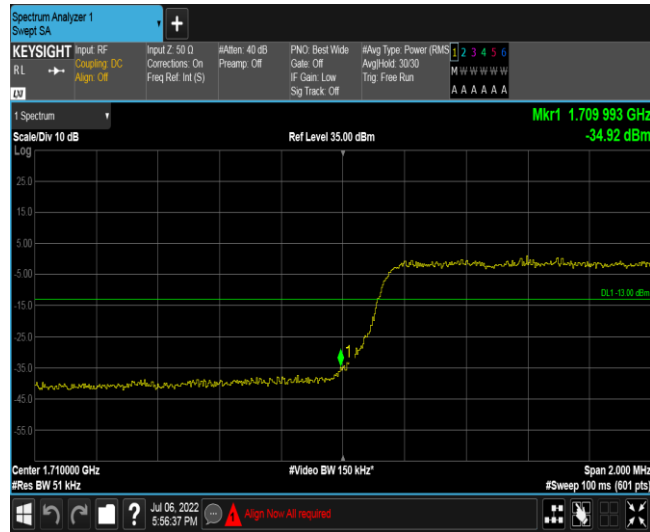 Spectrum Analyzer 1
Swept SA
KEYSIGHT
RL
LXI
Input: RF
Coupling: DC
Align: Off
Input Z: 50 Ω
Corrections: On
Freq Ref: Int (S)
#Atten: 40 dB
Preamp: Off
PNO: Best Wide
Gate: Off
IF Gain: Low
Sig Track: Off
#Avg Type: Power (RMS
Avg|Hold: 30/30
Trig: Free Run
1 2 3 4 5 6
M W W W W W
A A A A A A
1 Spectrum
Mkr1 1.709 993 GHz
-34.92 dBm
Scale/Div 10 dB
Ref Level 35.00 dBm
Log
25.0
15.0
5.00
-5.00
DL1 -13.00 dBm
-15.0
-25.0
1
-35.0
-45.0
-55.0
Center 1.710000 GHz
#Video BW 150 kHz*
Span 2.000 MHz
#Res BW 51 kHz
#Sweep 100 ms (601 pts)
?
Jul 06, 2022
5:56:37 PM
Align Now All required